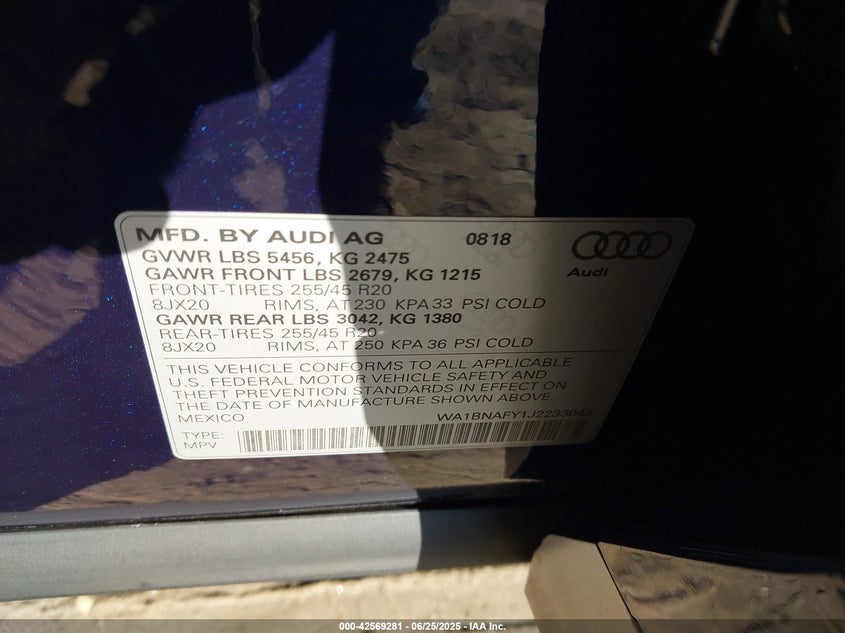 MFD. BY AUDI AG 0818
GVWR LBS 5456, KG 2475
GAWR FRONT LBS 2679, KG 1215
FRONT-TIRES 255/45 R20
8JX20 RIMS, AT 230 KPA 33 PSI COLD
GAWR REAR LBS 3042, KG 1380
REAR-TIRES 255/45 R20
8JX20 RIMS, AT 250 KPA 36 PSI COLD
Audi
THIS VEHICLE CONFORMS TO ALL APPLICABLE
U.S. FEDERAL MOTOR VEHICLE SAFETY AND
THEFT PREVENTION STANDARDS IN EFFECT ON
THE DATE OF MANUFACTURE SHOWN ABOVE.
MEXICO WA1BNAFY1J2233043
TYPE:
MPV
000-42569281 - 06/25/2025 - IAA Inc.